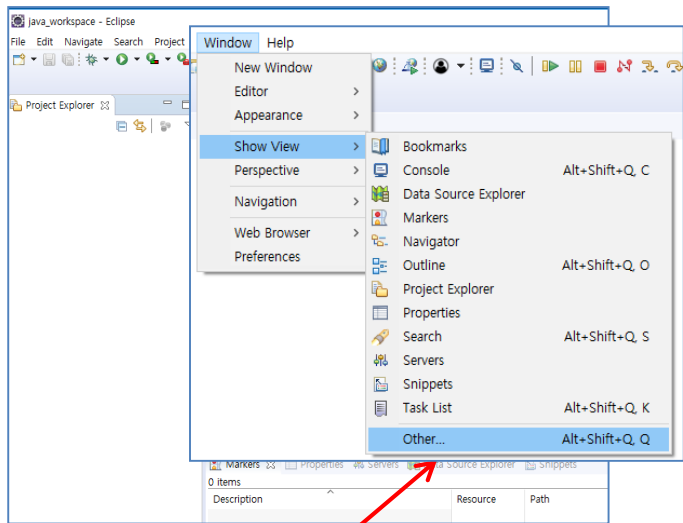 java_workspace - Eclipse
File Edit Navigate Search Project
Project Explorer
Window Help
New Window
Editor
Appearance
Show View
Perspective
Navigation
Web Browser
Preferences
Bookmarks
Console Alt+Shift+Q, C
Data Source Explorer
Markers
Navigator
Outline Alt+Shift+Q, O
Project Explorer
Properties
Search Alt+Shift+Q, S
Servers
Snippets
Task List Alt+Shift+Q, K
Other... Alt+Shift+Q, Q
Markers Properties Servers Data Source Explorer Snippets
0 items
Description Resource Path